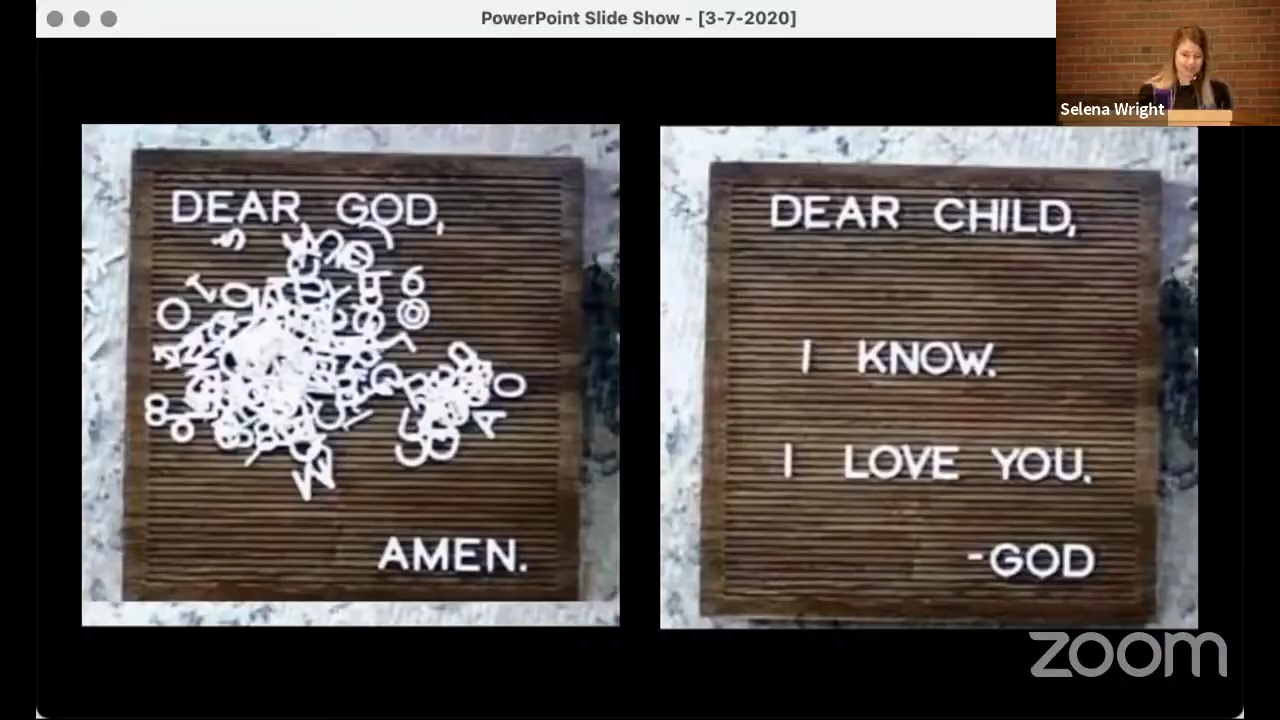 PowerPoint Slide Show - [3-7-2020]
Selena Wright
DEAR GOD,
AMEN.
DEAR CHILD,
I KNOW.
I LOVE YOU.
-GOD
zoom